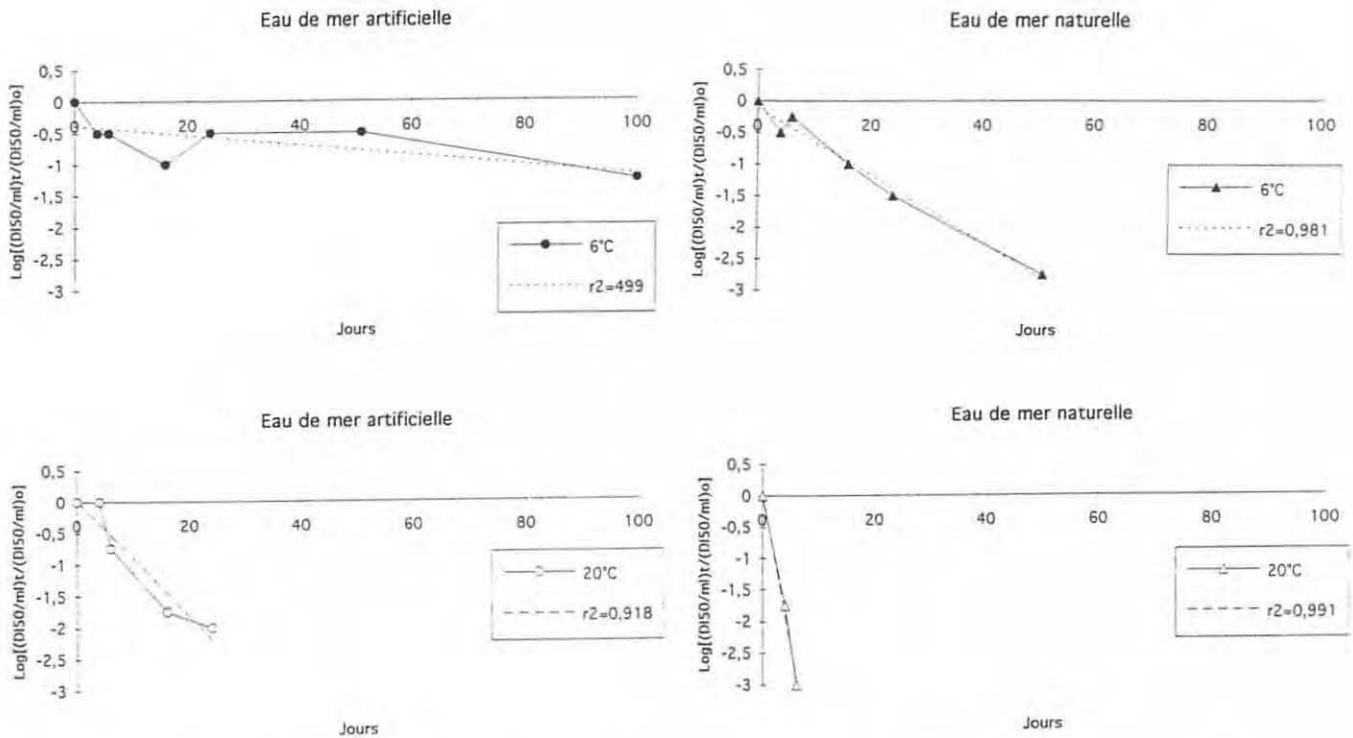 Eau de mer artificielle
Log[(DI50/ml)t/(DI50/ml)o]
0,5
0
-0,5
-1
-1,5
-2
-2,5
-3
0
20
40
60
80
100
6°C
r2=499
Jours
Eau de mer naturelle
Log[(DI50/ml)t/(DI50/ml)o]
0,5
0
-0,5
-1
-1,5
-2
-2,5
-3
0
20
40
60
80
100
6°C
r2=0,981
Jours
Eau de mer artificielle
Log[(DI50/ml)t/(DI50/ml)o]
0,5
0
-0,5
-1
-1,5
-2
-2,5
-3
0
20
40
60
80
100
20°C
r2=0,918
Jours
Eau de mer naturelle
Log[(DI50/ml)t/(DI50/ml)o]
0,5
0
-0,5
-1
-1,5
-2
-2,5
-3
0
20
40
60
80
100
20°C
r2=0,991
Jours